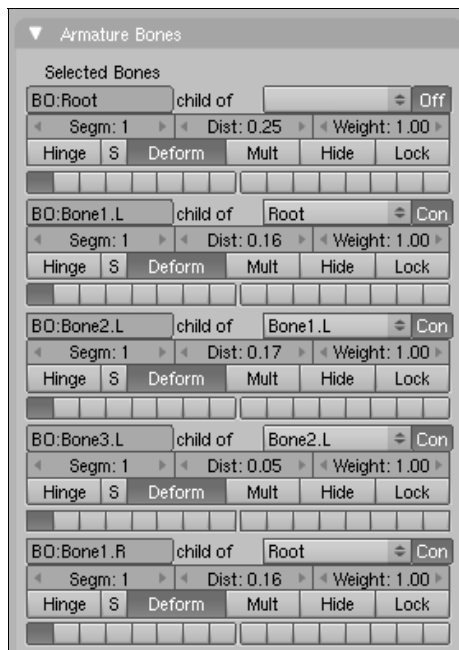 Armature Bones
Selected Bones
BO:Root child of Off
Segm: 1 Dist: 0.25 Weight: 1.00
Hinge S Deform Mult Hide Lock
BO:Bone1.L child of Root Con
Segm: 1 Dist: 0.16 Weight: 1.00
Hinge S Deform Mult Hide Lock
BO:Bone2.L child of Bone1.L Con
Segm: 1 Dist: 0.17 Weight: 1.00
Hinge S Deform Mult Hide Lock
BO:Bone3.L child of Bone2.L Con
Segm: 1 Dist: 0.05 Weight: 1.00
Hinge S Deform Mult Hide Lock
BO:Bone1.R child of Root Con
Segm: 1 Dist: 0.16 Weight: 1.00
Hinge S Deform Mult Hide Lock